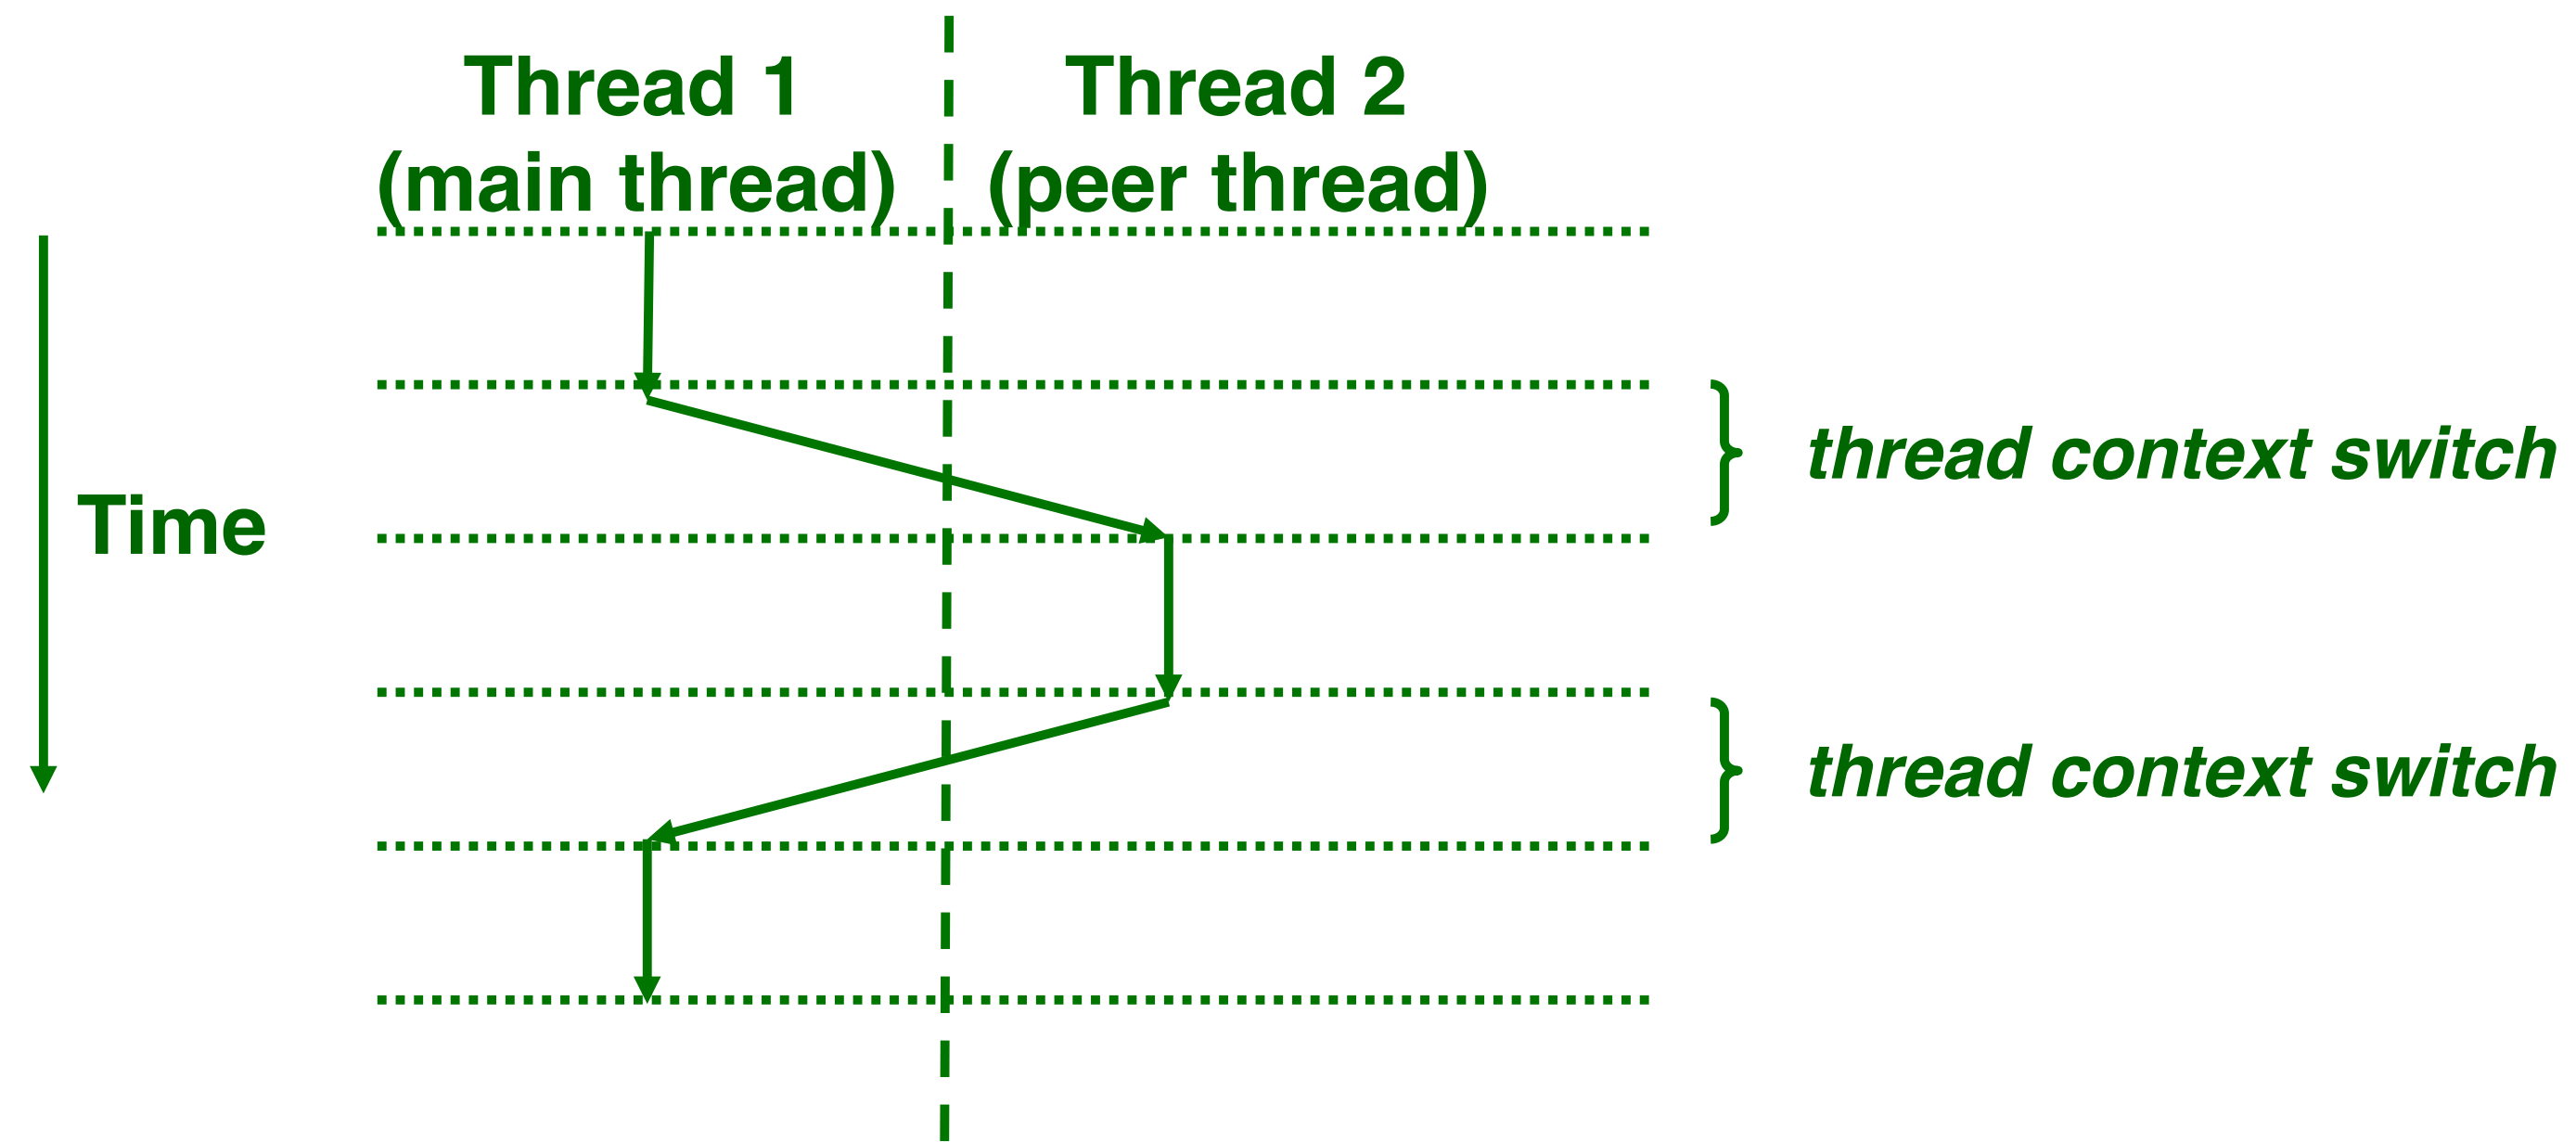 Thread 1
(main thread)
Thread 2
(peer thread)
thread context switch
Time
thread context switch